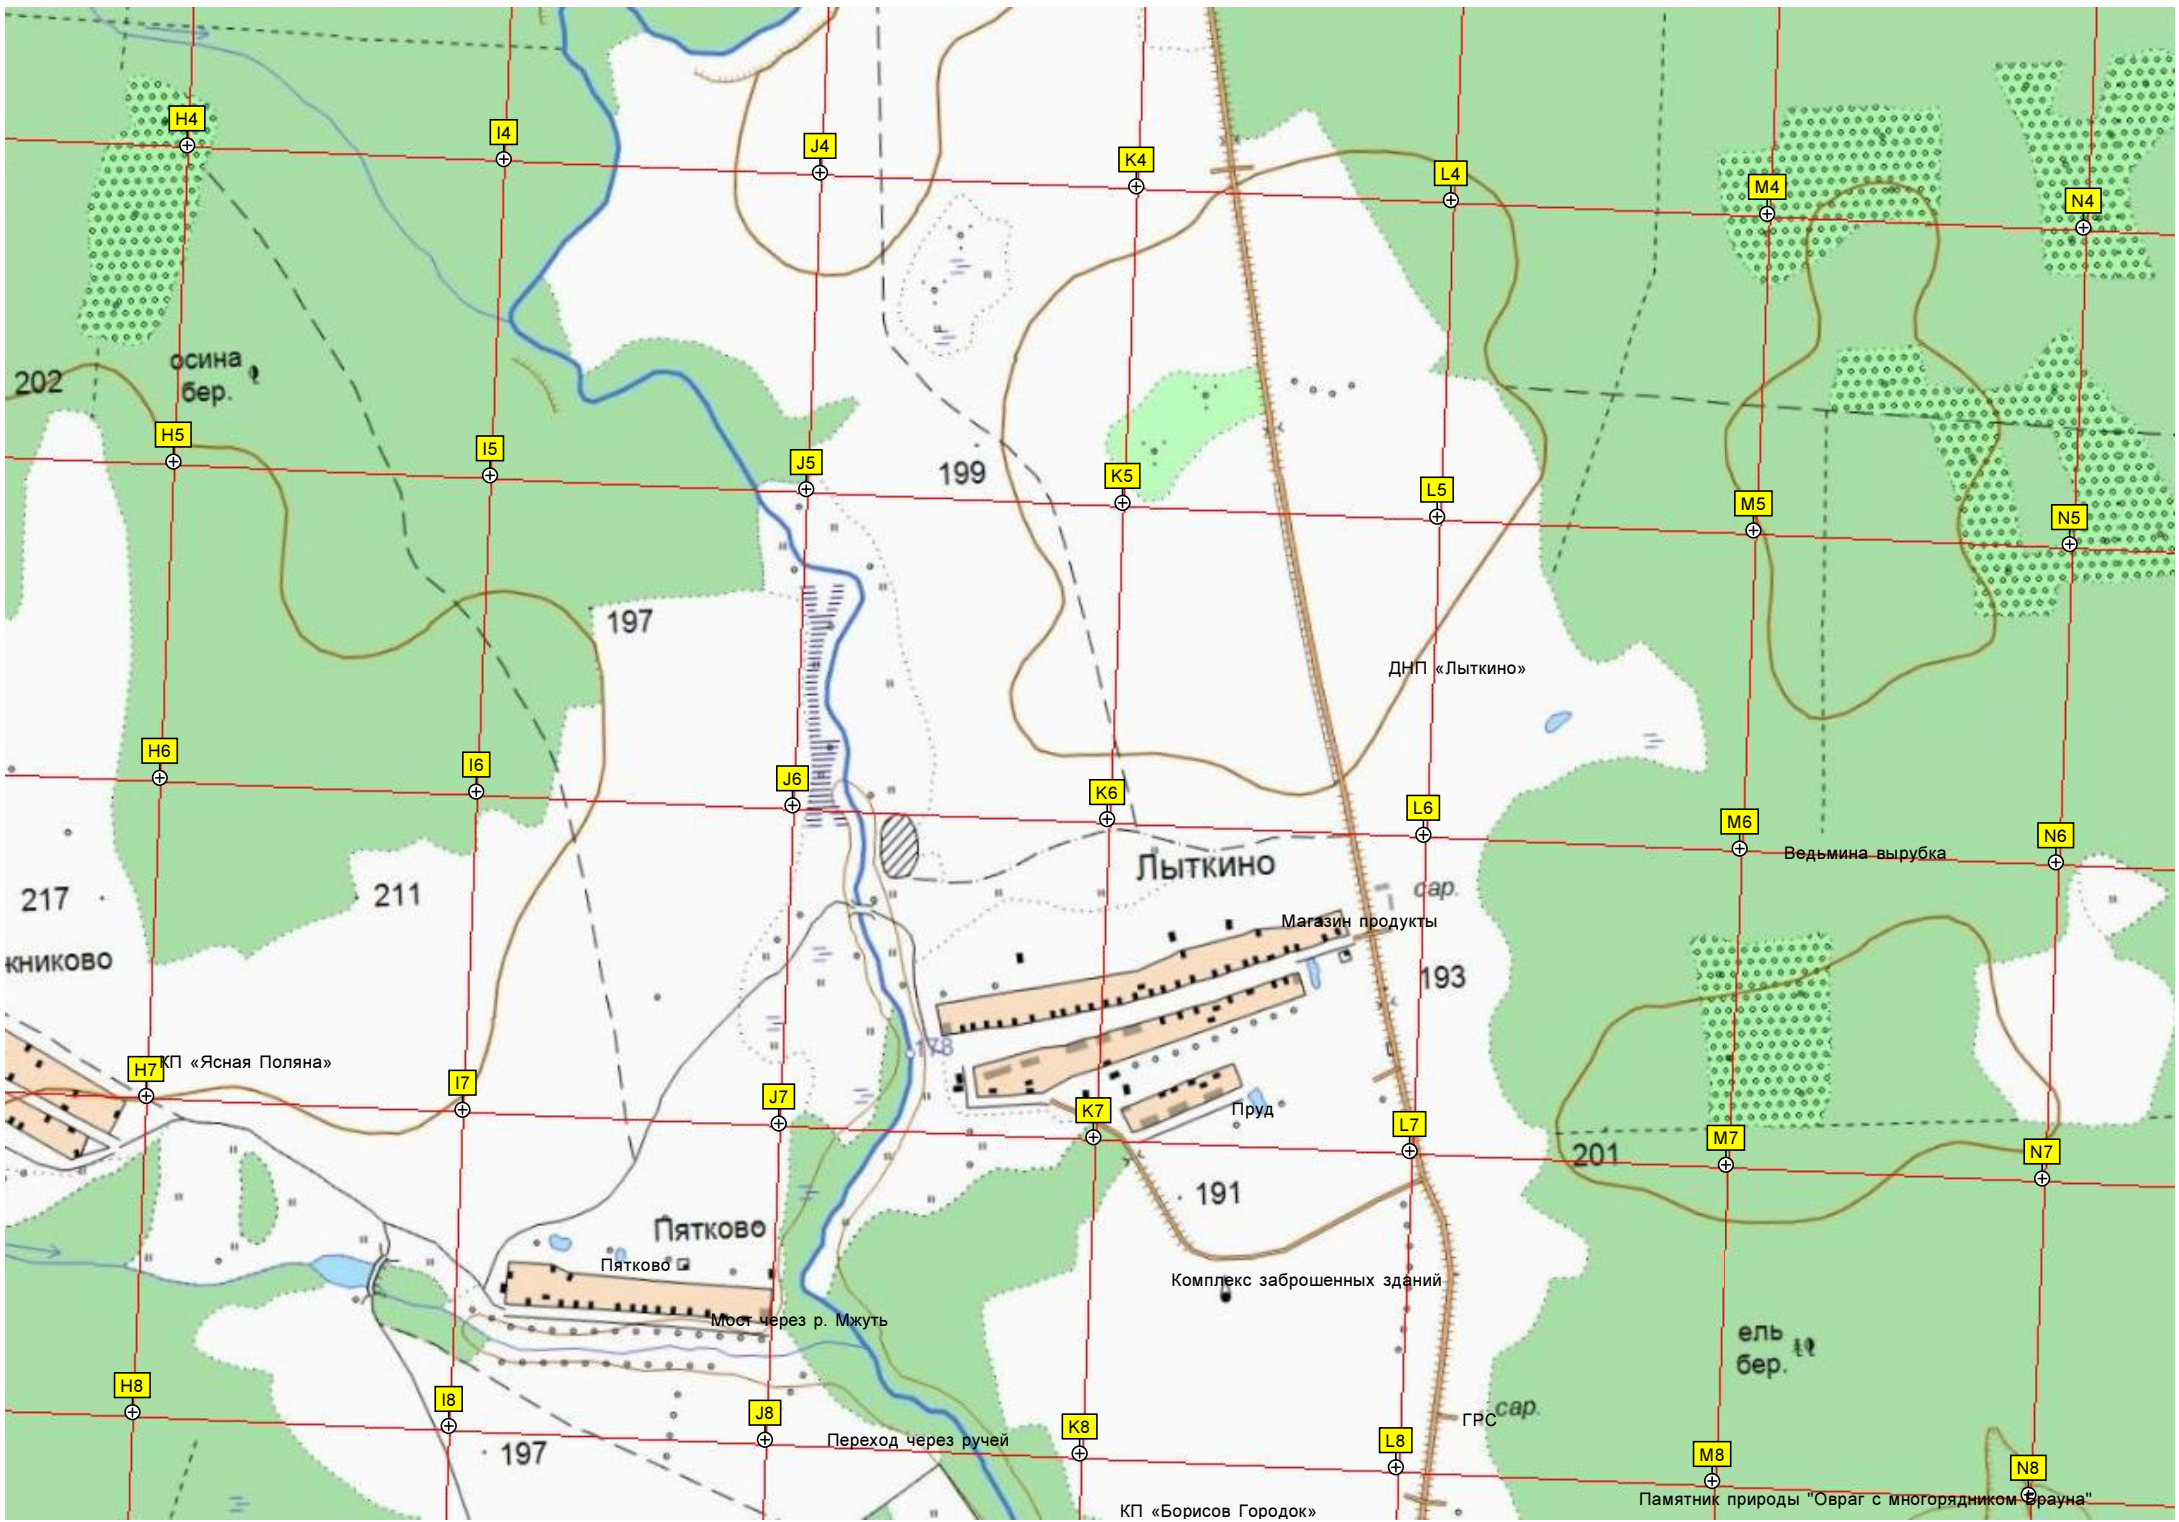 H4
I4
J4
K4
L4
M4
N4
осина
бер.
202
H5
I5
J5
199
K5
L5
M5
N5
197
ДНП «Лыткино»
H6
I6
J6
K6
L6
M6
N6
Ведьмина вырубка
Лыткино
сар.
217
211
Магазин продукты
жниково
193
178
H7
КП «Ясная Поляна»
I7
J7
K7
Пруд
L7
M7
N7
201
191
Пятково
Пятково
Комплекс заброшенных зданий
Мост через р. Мжуть
ель
бер.
H8
I8
J8
K8
L8
M8
N8
ГРС
сар.
Переход через ручей
197
Памятник природы "Овраг с многорядником Брауна"
КП «Борисов Городок»